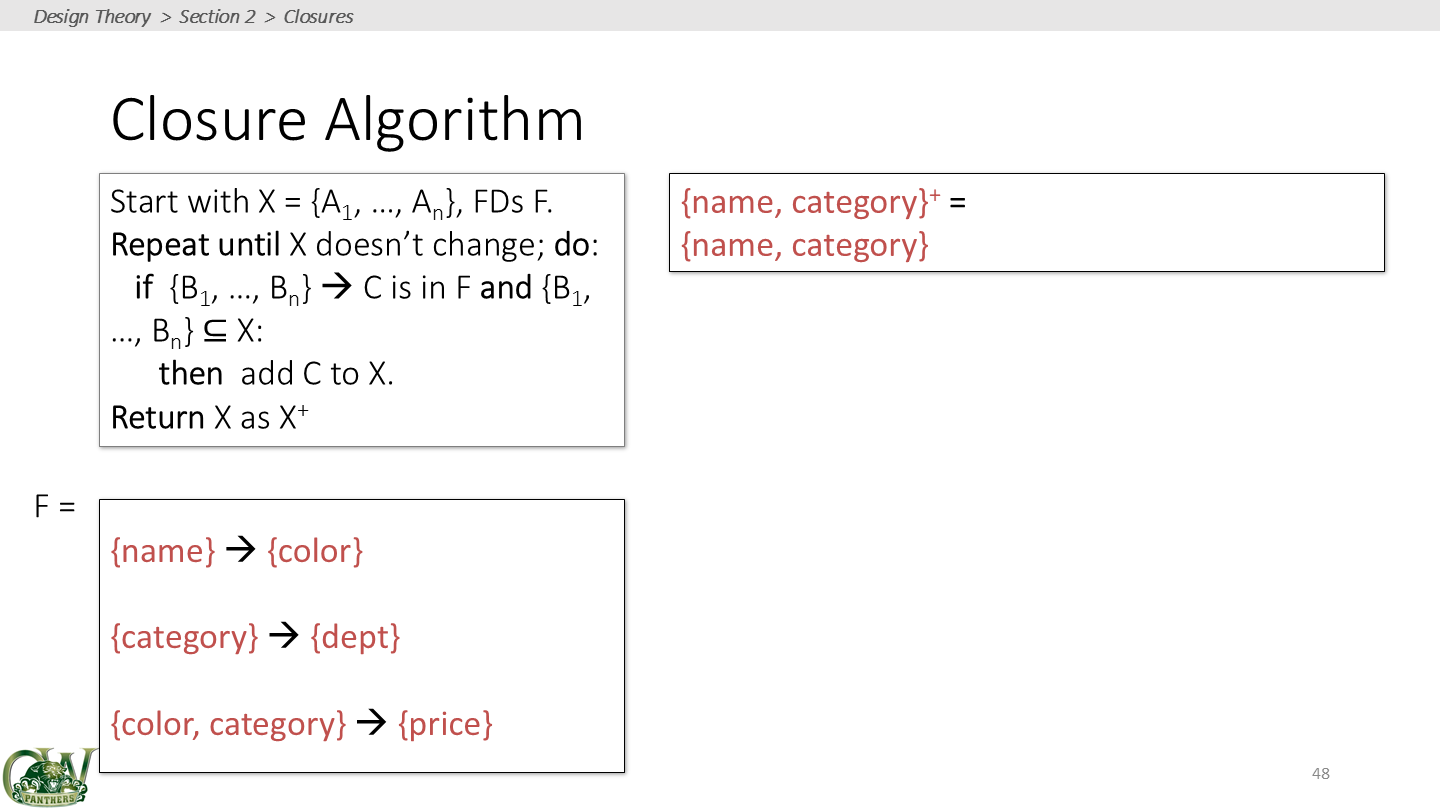 Design Theory > Section 2 > Closures
Closure Algorithm
Start with X = {A₁, …, Aₙ}, FDs F.
Repeat until X doesn’t change; do:
if {B₁, …, Bₙ} → C is in F and {B₁,
…, Bₙ} ⊆ X:
then add C to X.
Return X as X⁺
{name, category}⁺ =
{name, category}
F =
{name} → {color}
{category} → {dept}
{color, category} → {price}
CW
PANTHERS
48